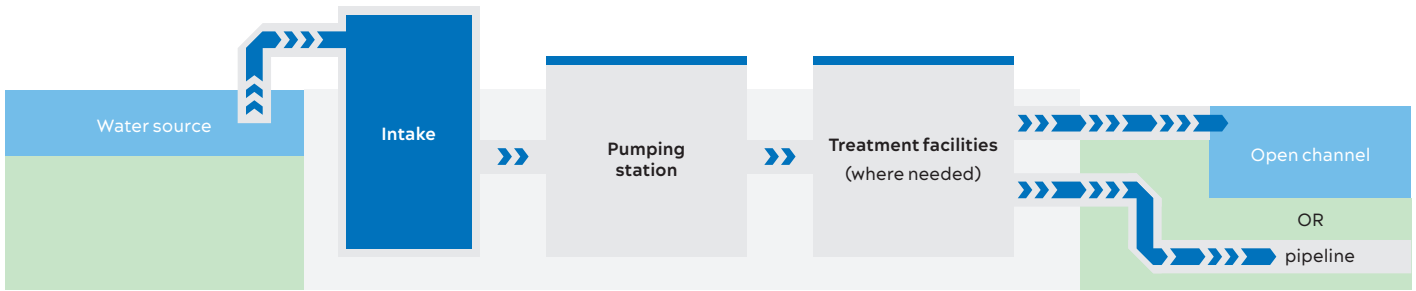 Water source
Intake
Pumping
station
Treatment facilities
(where needed)
Open channel
OR
pipeline